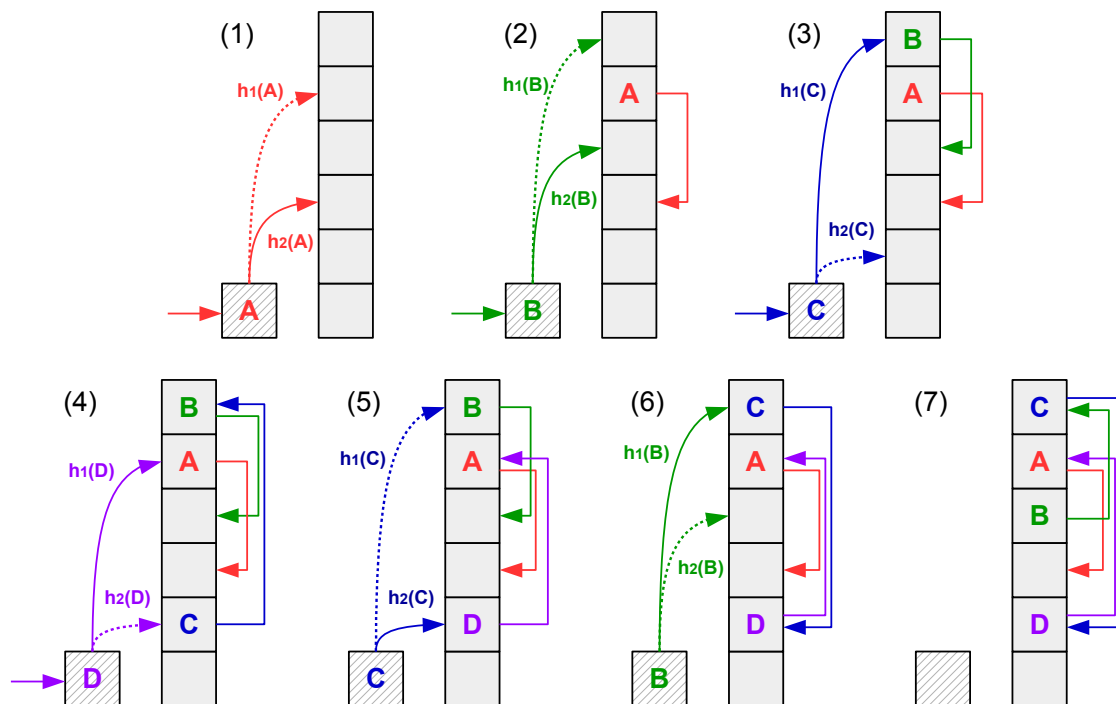 (1)
h1(A)
h2(A)
A
(2)
h1(B)
A
h2(B)
B
(3)
B
h1(C)
A
h2(C)
C
(4)
B
A
h1(D)
h2(D)
C
D
(5)
B
h1(C)
A
h2(C)
D
C
(6)
C
h1(B)
A
h2(B)
D
B
(7)
C
A
B
D